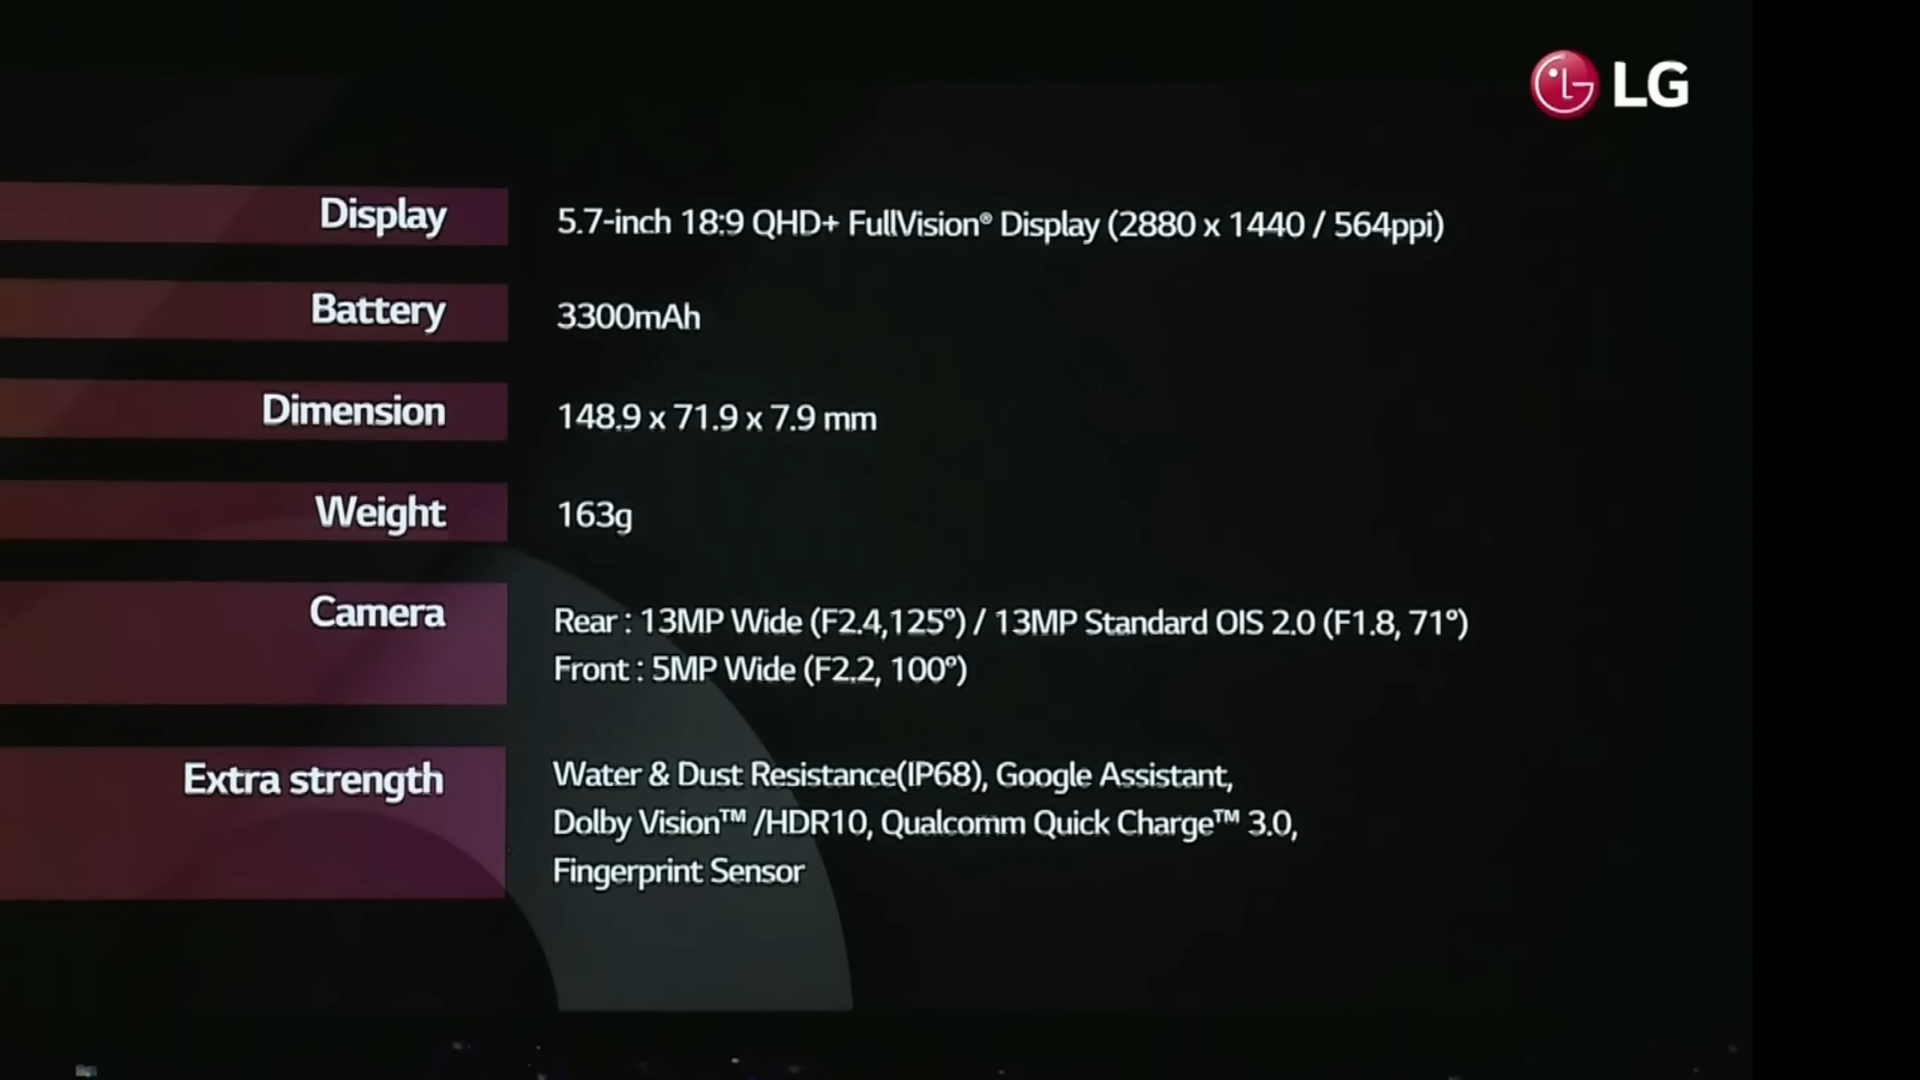 LG
Display
5.7-inch 18:9 QHD+ FullVision® Display (2880 x 1440 / 564ppi)
Battery
3300mAh
Dimension
148.9 x 71.9 x 7.9 mm
Weight
163g
Camera
Rear : 13MP Wide (F2.4,125º) / 13MP Standard OIS 2.0 (F1.8, 71º)
Front : 5MP Wide (F2.2, 100º)
Extra strength
Water & Dust Resistance(IP68), Google Assistant,
Dolby Vision™ /HDR10, Qualcomm Quick Charge™ 3.0,
Fingerprint Sensor